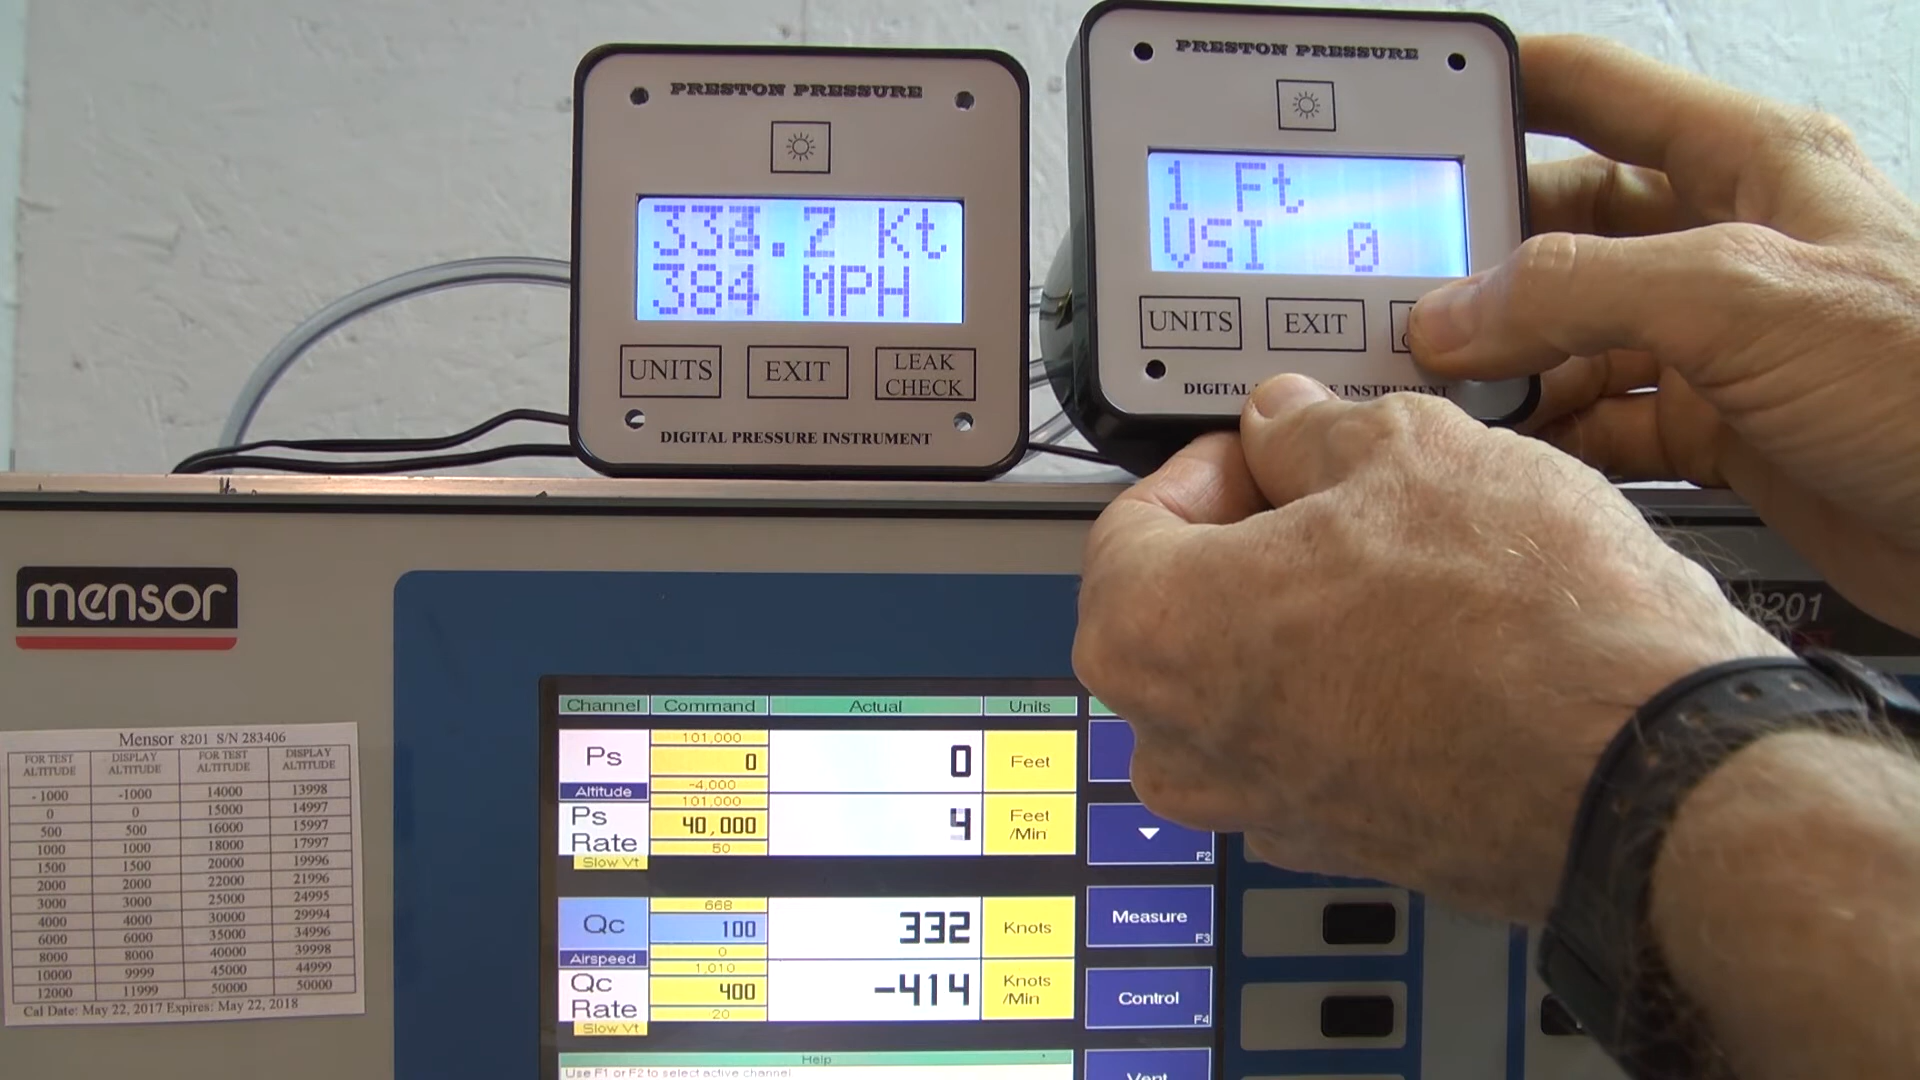 PRESTON PRESSURE
384 MPH
UNITS
EXIT
LEAK
CHECK
DIGITAL PRESSURE INSTRUMENT
PRESTON PRESSURE
1 Ft
VSI 0
UNITS
EXIT
DIGITAL
INSTRUMENT
mensor
8201
Mensor 8201 S/N 283406
FOR TEST ALTITUDE DISPLAY ALTITUDE FOR TEST ALTITUDE DISPLAY ALTITUDE
-1000 -1000 14000 13998
0 0 15000 14997
500 500 16000 15997
1000 1000 18000 17997
1500 1500 20000 19996
2000 2000 22000 21996
3000 3000 25000 24995
4000 4000 30000 29994
6000 6000 35000 34996
8000 8000 40000 39998
10000 9999 45000 44999
12000 11999 50000 50000
Cal Date: May 22, 2017 Expires: May 22, 2018
Channel Command Actual Units
101,000
Ps 0 0 Feet
Altitude -4,000
101,000
Ps Rate 40,000 4 Feet /Min
50
Slow Vt
668
Qc 100 332 Knots
Airspeed 0
1,010
Qc Rate 400 -414 Knots /Min
20
Slow Vt
F2
Measure F3
Control F4
Vent
Help
Use F1 or F2 to select active channel